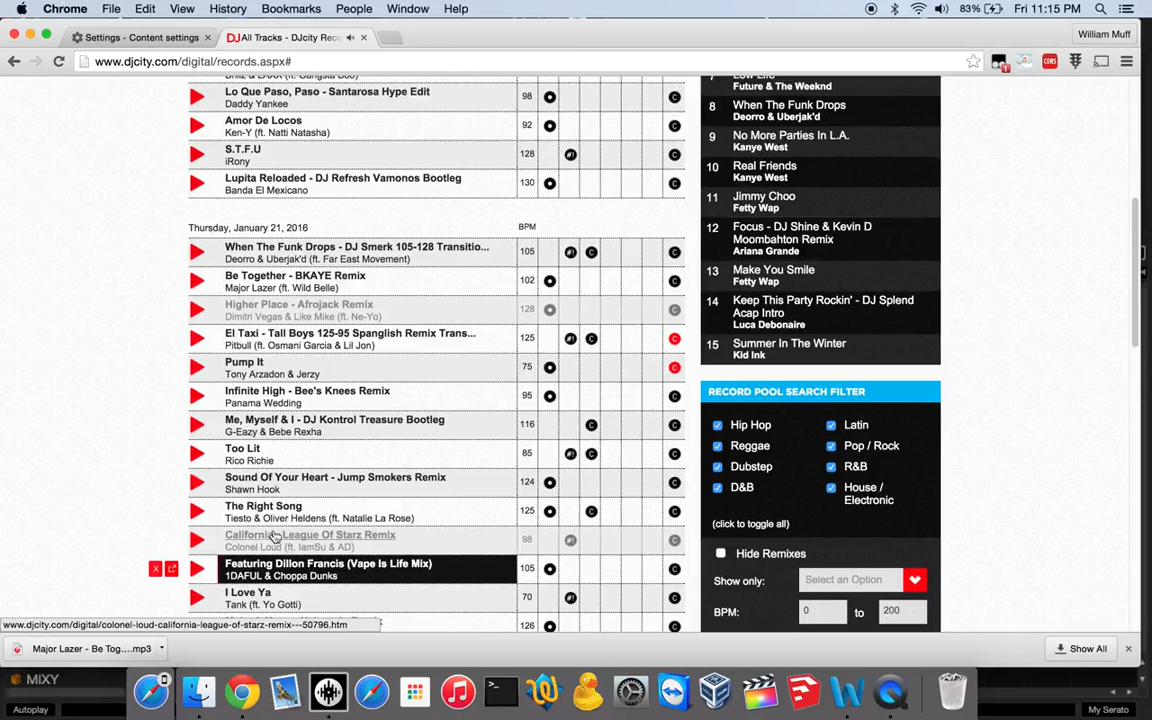 Chrome File Edit View History Bookmarks People Window Help 83% Fri 11:15 PM
Settings - Content settings × DJ All Tracks - DJcity Rec × William Muff
www.djcity.com/digital/records.aspx# 1 CORS
Lo Que Paso, Paso - Santarosa Hype Edit 98 C
Daddy Yankee
Amor De Locos 92 C
Ken-Y (ft. Natti Natasha)
S.T.F.U 128 C
iRony
Lupita Reloaded - DJ Refresh Vamonos Bootleg 130 C
Banda El Mexicano
Thursday, January 21, 2016 BPM
When The Funk Drops - DJ Smerk 105-128 Transitio... 105 C C
Deorro & Uberjak'd (ft. Far East Movement)
Be Together - BKAYE Remix 102 C
Major Lazer (ft. Wild Belle)
Higher Place - Afrojack Remix 128 C
Dimitri Vegas & Like Mike (ft. Ne-Yo)
El Taxi - Tall Boys 125-95 Spanglish Remix Trans... 125 C C
Pitbull (ft. Osmani Garcia & Lil Jon)
Pump It 75 C
Tony Arzadon & Jerzy
Infinite High - Bee's Knees Remix 95 C
Panama Wedding
Me, Myself & I - DJ Kontrol Treasure Bootleg 116 C C
G-Eazy & Bebe Rexha
Too Lit 85 C C
Rico Richie
Sound Of Your Heart - Jump Smokers Remix 124 C
Shawn Hook
The Right Song 125 C C
Tiesto & Oliver Heldens (ft. Natalie La Rose)
California - League Of Starz Remix 98 C
Colonel Loud (ft. IamSu & AD)
X Featuring Dillon Francis (Vape Is Life Mix) 105 C
1DAFUL & Choppa Dunks
I Love Ya 70 C
Tank (ft. Yo Gotti)
126 C
7 Low Life
Future & The Weeknd
8 When The Funk Drops
Deorro & Uberjak'd
9 No More Parties In L.A.
Kanye West
10 Real Friends
Kanye West
11 Jimmy Choo
Fetty Wap
12 Focus - DJ Shine & Kevin D
Moombahton Remix
Ariana Grande
13 Make You Smile
Fetty Wap
14 Keep This Party Rockin' - DJ Splend
Acap Intro
Luca Debonaire
15 Summer In The Winter
Kid Ink
RECORD POOL SEARCH FILTER
Hip Hop Latin
Reggae Pop / Rock
Dubstep R&B
D&B House /
Electronic
(click to toggle all)
Hide Remixes
Show only: Select an Option
BPM: 0 to 200
www.djcity.com/digital/colonel-loud-california-league-of-starz-remix---50796.htm
Major Lazer - Be Tog....mp3 Show All ×
MIXY
Autoplay My Serato